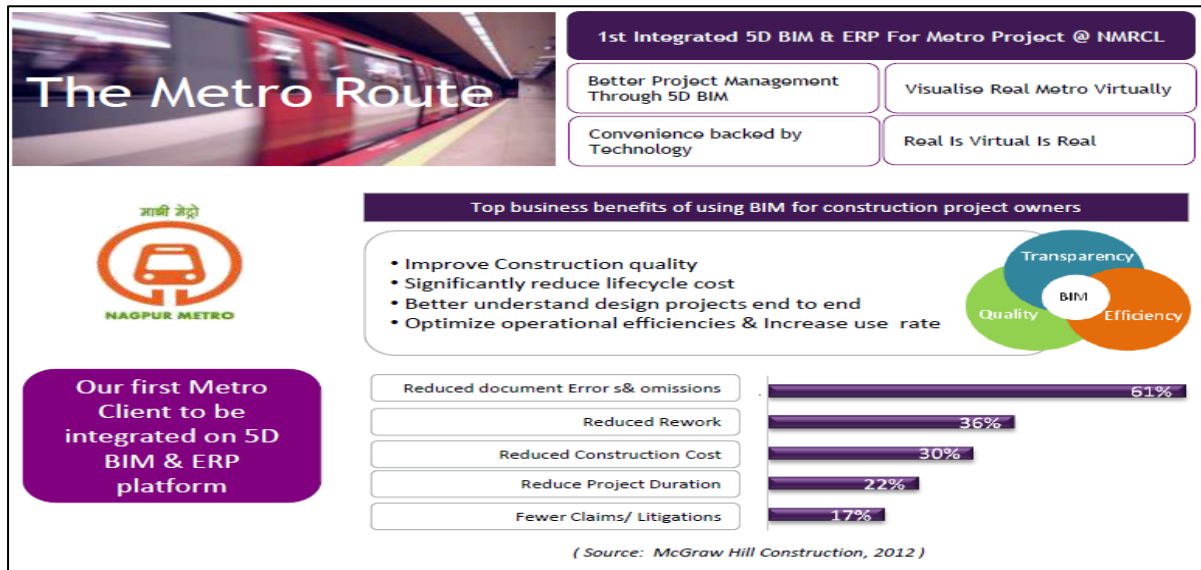 The Metro Route
1st Integrated 5D BIM & ERP For Metro Project @ NMRCL
Better Project Management
Through 5D BIM
Visualise Real Metro Virtually
Convenience backed by
Technology
Real Is Virtual Is Real
माझी मेट्रो
NAGPUR METRO
Top business benefits of using BIM for construction project owners
• Improve Construction quality
• Significantly reduce lifecycle cost
• Better understand design projects end to end
• Optimize operational efficiencies & Increase use rate
Transparency
BIM
Quality
Efficiency
Our first Metro
Client to be
integrated on 5D
BIM & ERP
platform
Reduced document Error s& omissions
61%
Reduced Rework
36%
Reduced Construction Cost
30%
Reduce Project Duration
22%
Fewer Claims/ Litigations
17%
( Source: McGraw Hill Construction, 2012 )